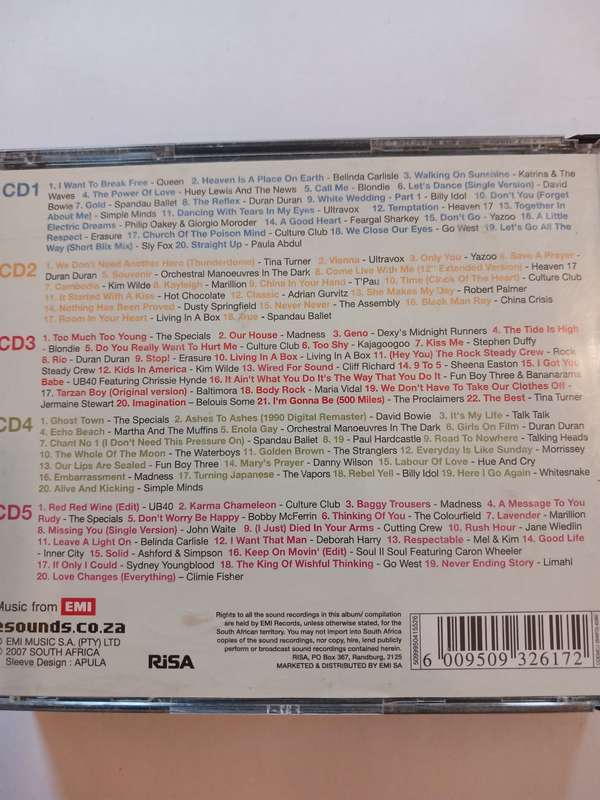 CD1 1. I Want To Break Free - Queen 2. Heaven Is A Place On Earth - Belinda Carlisle 3. Walking On Sunshine - Katrina & The
Waves 4. The Power Of Love - Huey Lewis And The News 5. Call Me - Blondie 6. Let's Dance (Single Version) - David
Bowie 7. Gold - Spandau Ballet 8. The Reflex - Duran Duran 9. White Wedding - Part 1 - Billy Idol 10. Don't You (Forget
About Me) - Simple Minds 11. Dancing With Tears In My Eyes - Ultravox 12. Temptation - Heaven 17 13. Together In
Electric Dreams - Philip Oakey & Giorgio Moroder 14. A Good Heart - Feargal Sharkey 15. Don't Go - Yazoo 16. A Little
Respect - Erasure 17. Church Of The Poison Mind - Culture Club 18. We Close Our Eyes - Go West 19. Let's Go All The
Way (Short Blix Mix) - Sly Fox 20. Straight Up - Paula Abdul
CD2 1. We Don't Need Another Hero (Thunderdome) - Tina Turner 2. Vienna - Ultravox 3. Only You - Yazoo 4. Save A Prayer -
Duran Duran 5. Souvenir - Orchestral Manoeuvres In The Dark 6. Come Live With Me (12" Extended Version) - Heaven 17
7. Cambodia - Kim Wilde 8. Kayleigh - Marillion 9. China In Your Hand - T'Pau 10. Time (Clock Of The Heart) - Culture Club
11. It Started With A Kiss - Hot Chocolate 12. Classic - Adrian Gurvitz 13. She Makes My Day - Robert Palmer
14. Nothing Has Been Proved - Dusty Springfield 15. Never Never - The Assembly 16. Black Man Ray - China Crisis
17. Room In Your Heart - Living In A Box 18. True - Spandau Ballet
CD3 1. Too Much Too Young - The Specials 2. Our House - Madness 3. Geno - Dexy's Midnight Runners 4. The Tide Is High
- Blondie 5. Do You Really Want To Hurt Me - Culture Club 6. Too Shy - Kajagoogoo 7. Kiss Me - Stephen Duffy
8. Rio - Duran Duran 9. Stop! - Erasure 10. Living In A Box - Living In A Box 11. (Hey You) The Rock Steady Crew - Rock
Steady Crew 12. Kids In America - Kim Wilde 13. Wired For Sound - Cliff Richard 14. 9 To 5 - Sheena Easton 15. I Got You
Babe - UB40 Featuring Chrissie Hynde 16. It Ain't What You Do It's The Way That You Do It - Fun Boy Three & Bananarama
17. Tarzan Boy (Original version) - Baltimora 18. Body Rock - Maria Vidal 19. We Don't Have To Take Our Clothes Off -
Jermaine Stewart 20. Imagination - Belouis Some 21. I'm Gonna Be (500 Miles) - The Proclaimers 22. The Best - Tina Turner
CD4 1. Ghost Town - The Specials 2. Ashes To Ashes (1990 Digital Remaster) - David Bowie 3. It's My Life - Talk Talk
4. Echo Beach - Martha And The Muffins 5. Enola Gay - Orchestral Manoeuvres In The Dark 6. Girls On Film - Duran Duran
7. Chant No 1 (I Don't Need This Pressure On) - Spandau Ballet 8. 19 - Paul Hardcastle 9. Road To Nowhere - Talking Heads
10. The Whole Of The Moon - The Waterboys 11. Golden Brown - The Stranglers 12. Everyday Is Like Sunday - Morrissey
13. Our Lips Are Sealed - Fun Boy Three 14. Mary's Prayer - Danny Wilson 15. Labour Of Love - Hue And Cry
16. Embarrassment - Madness 17. Turning Japanese - The Vapors 18. Rebel Yell - Billy Idol 19. Here I Go Again - Whitesnake
20. Alive And Kicking - Simple Minds
CD5 1. Red Red Wine (Edit) - UB40 2. Karma Chameleon - Culture Club 3. Baggy Trousers - Madness 4. A Message To You
Rudy - The Specials 5. Don't Worry Be Happy - Bobby McFerrin 6. Thinking Of You - The Colourfield 7. Lavender - Marillion
8. Missing You (Single Version) - John Waite 9. (I Just) Died In Your Arms - Cutting Crew 10. Rush Hour - Jane Wiedlin
11. Leave A Light On - Belinda Carlisle 12. I Want That Man - Deborah Harry 13. Respectable - Mel & Kim 14. Good Life
- Inner City 15. Solid - Ashford & Simpson 16. Keep On Movin' (Edit) - Soul II Soul Featuring Caron Wheeler
17. If Only I Could - Sydney Youngblood 18. The King Of Wishful Thinking - Go West 19. Never Ending Story - Limahl
20. Love Changes (Everything) - Climie Fisher
Music from EMI
esounds.co.za
© EMI MUSIC S.A. (PTY) LTD
© 2007 SOUTH AFRICA
Sleeve Design : APULA
RiSA
Rights to all the sound recordings in this album/ compilation
are held by EMI Records, unless otherwise stated, for the
South African territory. You may not import into South Africa
copies of the sound recordings, nor copy, hire, lend publicly
perform or broadcast sound recordings contained herein.
RISA, PO Box 367, Randburg, 2125
MARKETED & DISTRIBUTED BY EMI SA
5099950415526
6 009509 326172